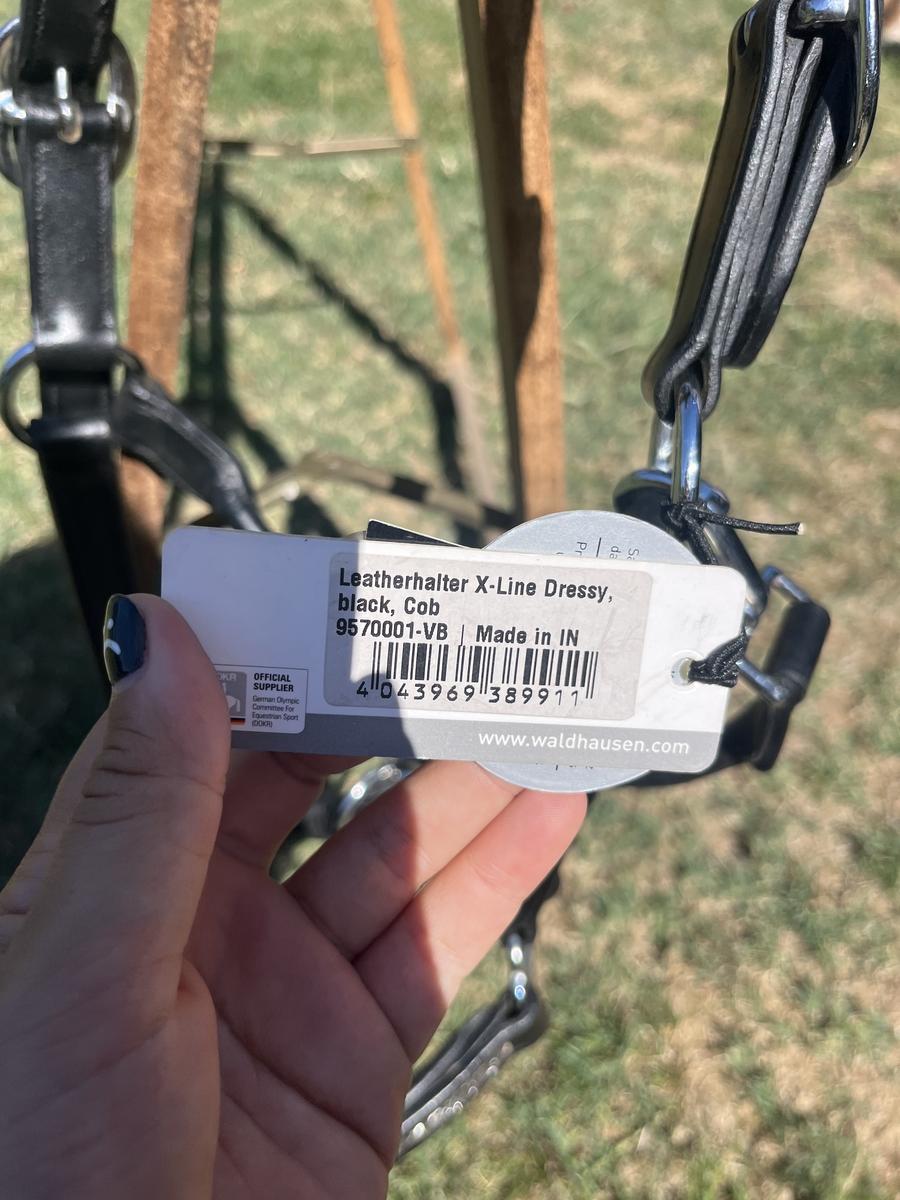 Leatherhalter X-Line Dressy,
black, Cob
9570001-VB | Made in IN
4 043969 389911
OFFICIAL
SUPPLIER
German Olympic
Committee For
Equestrian Sport
(DOKR)
www.waldhausen.com